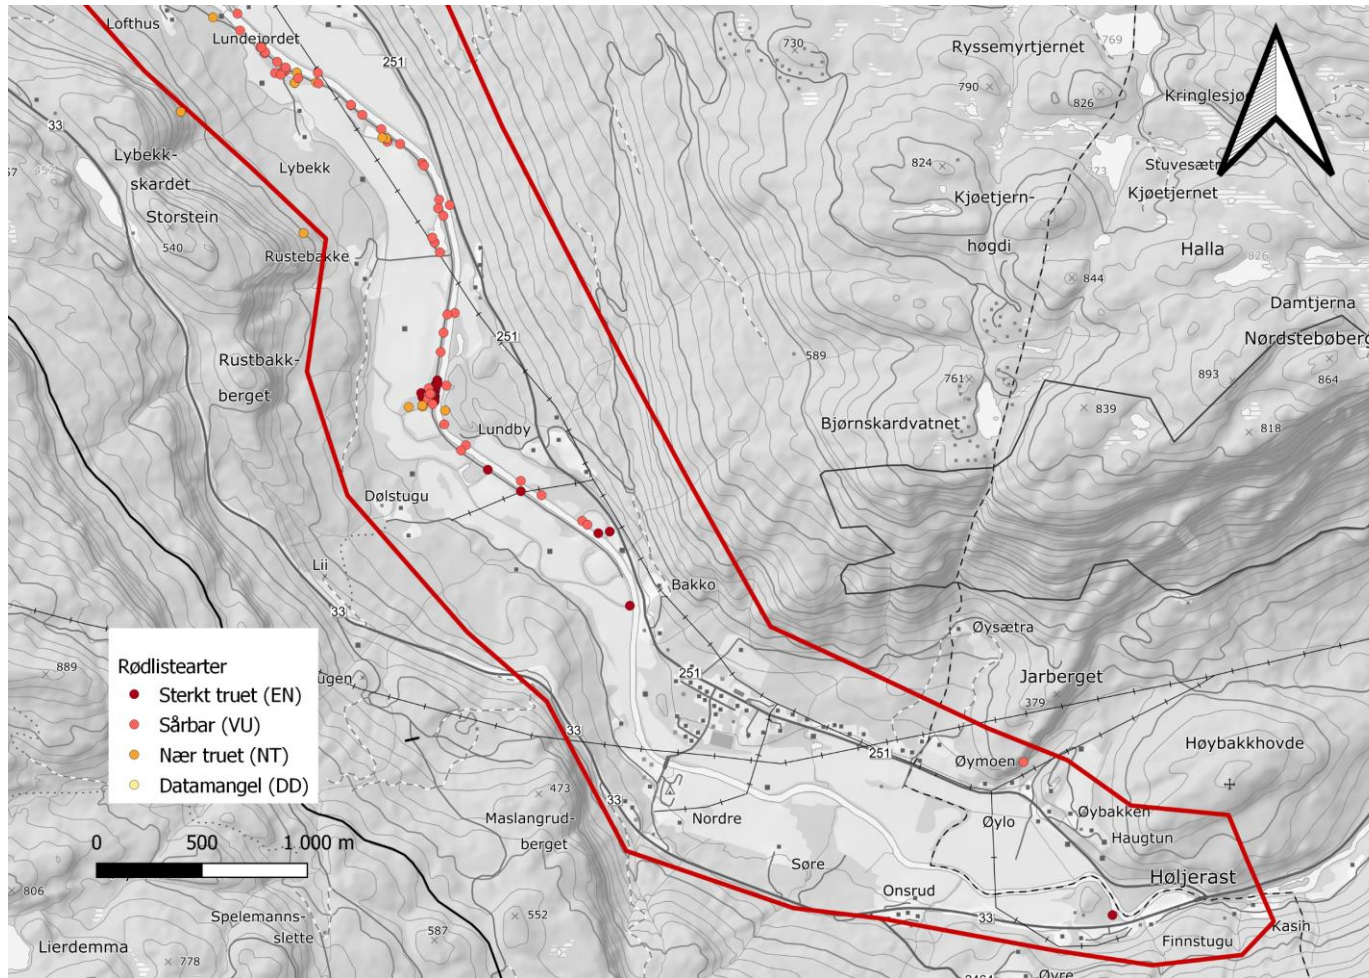 Lofthus
Lundejordet
251
730
Ryssemyrtjernet
769
790
826
33
Lybekk-
skardet
Lybekk
824
Kjøetjern-
høgdi
Kjøetjernet
Storstein
540
Rustebakke
Halla
826
844
Damtjerna
251
589
Rustbakk-
berget
893
864
761
839
818
Bjørnskardvatnet
Lundby
Dølstugu
Lii
33
Bakko
Øysætra
889
Jarberget
379
251
Rødlistearter
Sterkt truet (EN)
Sårbar (VU)
Nær truet (NT)
Datamangel (DD)
33
251
Øymoen
Høybakkhovde
473
33
Maslangrud-
berget
Nordre
Øylo
Øybakken
Haugtun
0 500 1 000 m
Søre
Høljerast
806
Onsrud
33
Spelemanns-
slette
552
587
Kasin
Finnstugu
Lierdemma
778
Øvre